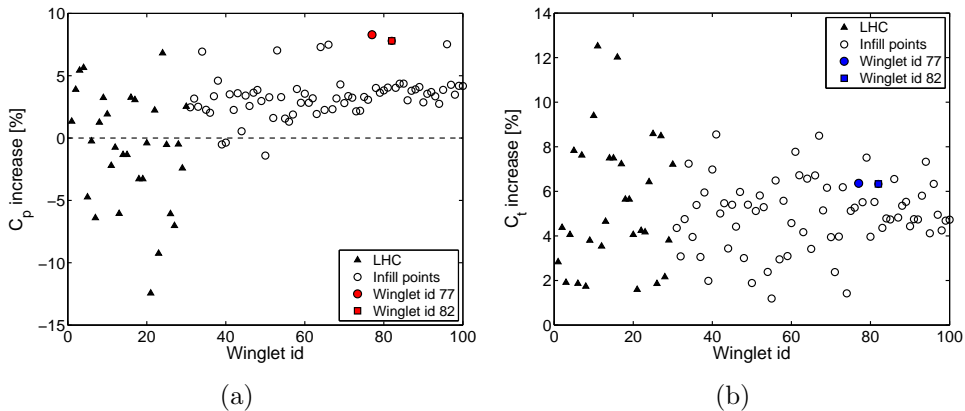 10
5
0
−5
−10
−15
C_p increase [%]
0 20 40 60 80 100
Winglet id
LHC
Infill points
Winglet id 77
Winglet id 82
(a)
14
12
10
8
6
4
2
0
C_t increase [%]
0 20 40 60 80 100
Winglet id
LHC
Infill points
Winglet id 77
Winglet id 82
(b)